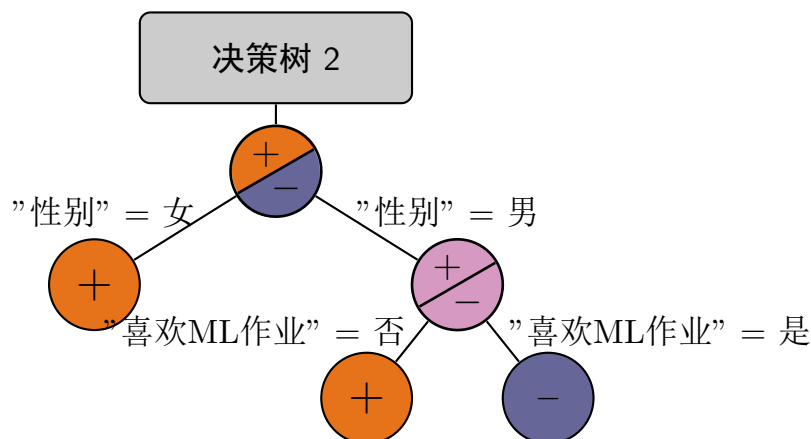 决策树 2
+
−
”性别” = 女
”性别” = 男
+
+
−
”喜欢ML作业” = 否
”喜欢ML作业” = 是
+
−